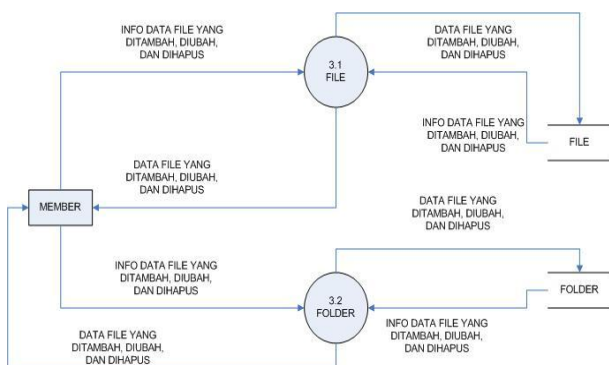 INFO DATA FILE YANG
DITAMBAH, DIUBAH,
DAN DIHAPUS
DATA FILE YANG
DITAMBAH, DIUBAH,
DAN DIHAPUS
3.1
FILE
INFO DATA FILE YANG
DITAMBAH, DIUBAH,
DAN DIHAPUS
FILE
DATA FILE YANG
DITAMBAH, DIUBAH,
DAN DIHAPUS
MEMBER
DATA FILE YANG
DITAMBAH, DIUBAH,
DAN DIHAPUS
INFO DATA FILE YANG
DITAMBAH, DIUBAH,
DAN DIHAPUS
3.2
FOLDER
FOLDER
DATA FILE YANG
DITAMBAH, DIUBAH,
DAN DIHAPUS
INFO DATA FILE YANG
DITAMBAH, DIUBAH,
DAN DIHAPUS